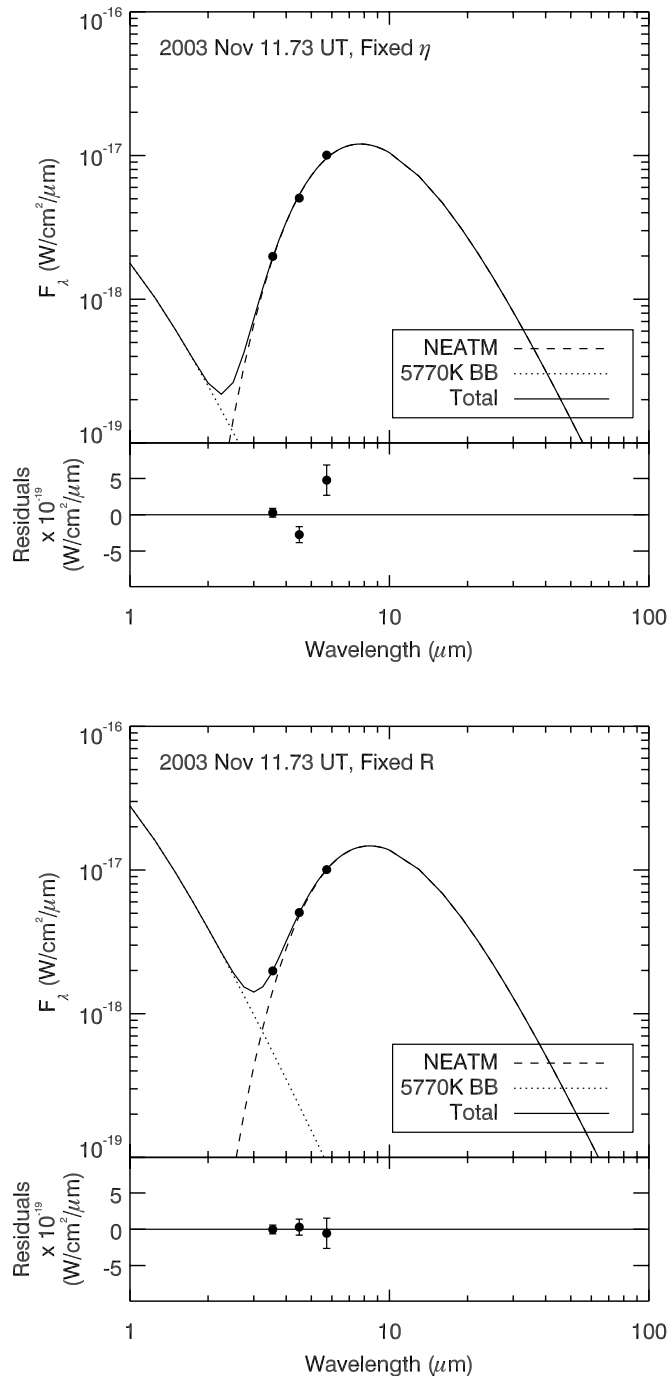 10⁻¹⁶
2003 Nov 11.73 UT, Fixed η
10⁻¹⁷
F_λ (W/cm²/μm)
10⁻¹⁸
NEATM
5770K BB
Total
10⁻¹⁹
5
0
-5
Residuals
x 10⁻¹⁹
(W/cm²/μm)
1 10 100
Wavelength (μm)
10⁻¹⁶
2003 Nov 11.73 UT, Fixed R
10⁻¹⁷
F_λ (W/cm²/μm)
10⁻¹⁸
NEATM
5770K BB
Total
10⁻¹⁹
5
0
-5
Residuals
x 10⁻¹⁹
(W/cm²/μm)
1 10 100
Wavelength (μm)